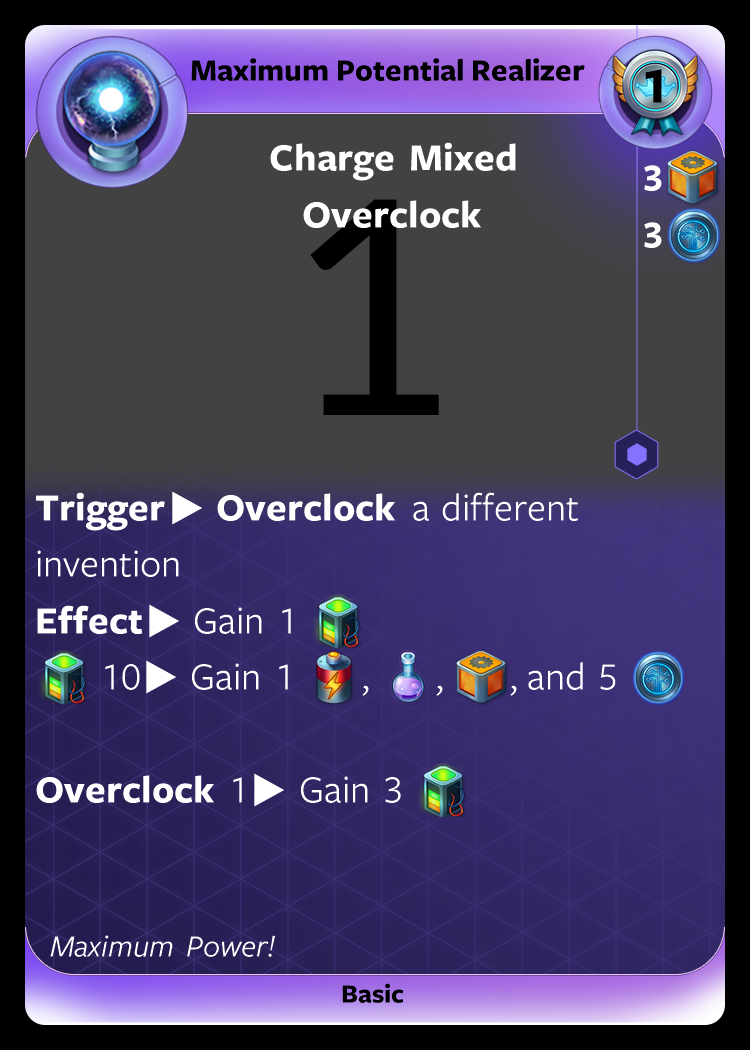 Maximum Potential Realizer
1
Charge Mixed
Overclock
3
3
1
Trigger▶ Overclock a different
invention
Effect▶ Gain 1
10▶ Gain 1 , , , and 5
Overclock 1▶ Gain 3
Maximum Power!
Basic